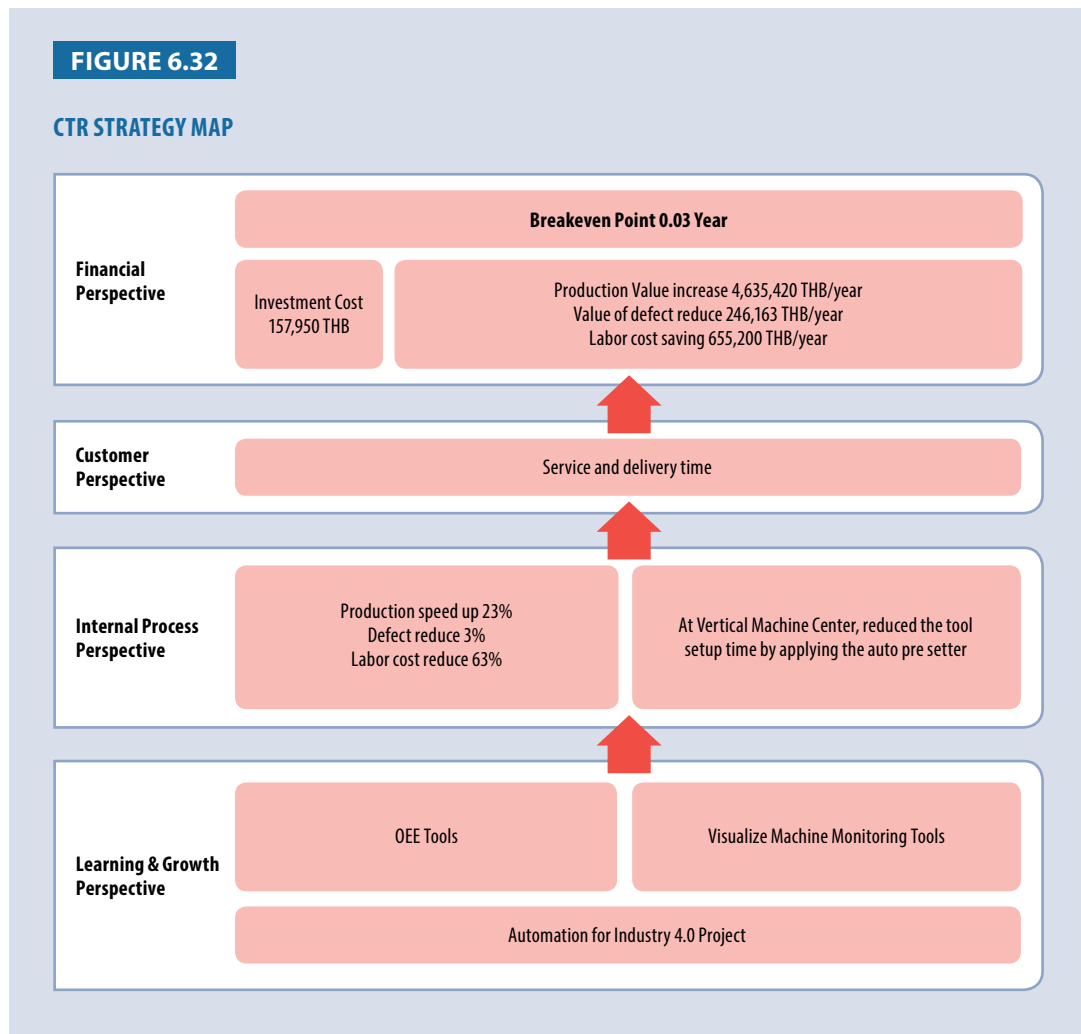 FIGURE 6.32
CTR STRATEGY MAP
Financial
Perspective
Breakeven Point 0.03 Year
Investment Cost
157,950 THB
Production Value increase 4,635,420 THB/year
Value of defect reduce 246,163 THB/year
Labor cost saving 655,200 THB/year
Customer
Perspective
Service and delivery time
Internal Process
Perspective
Production speed up 23%
Defect reduce 3%
Labor cost reduce 63%
At Vertical Machine Center, reduced the tool
setup time by applying the auto pre setter
Learning & Growth
Perspective
OEE Tools
Visualize Machine Monitoring Tools
Automation for Industry 4.0 Project